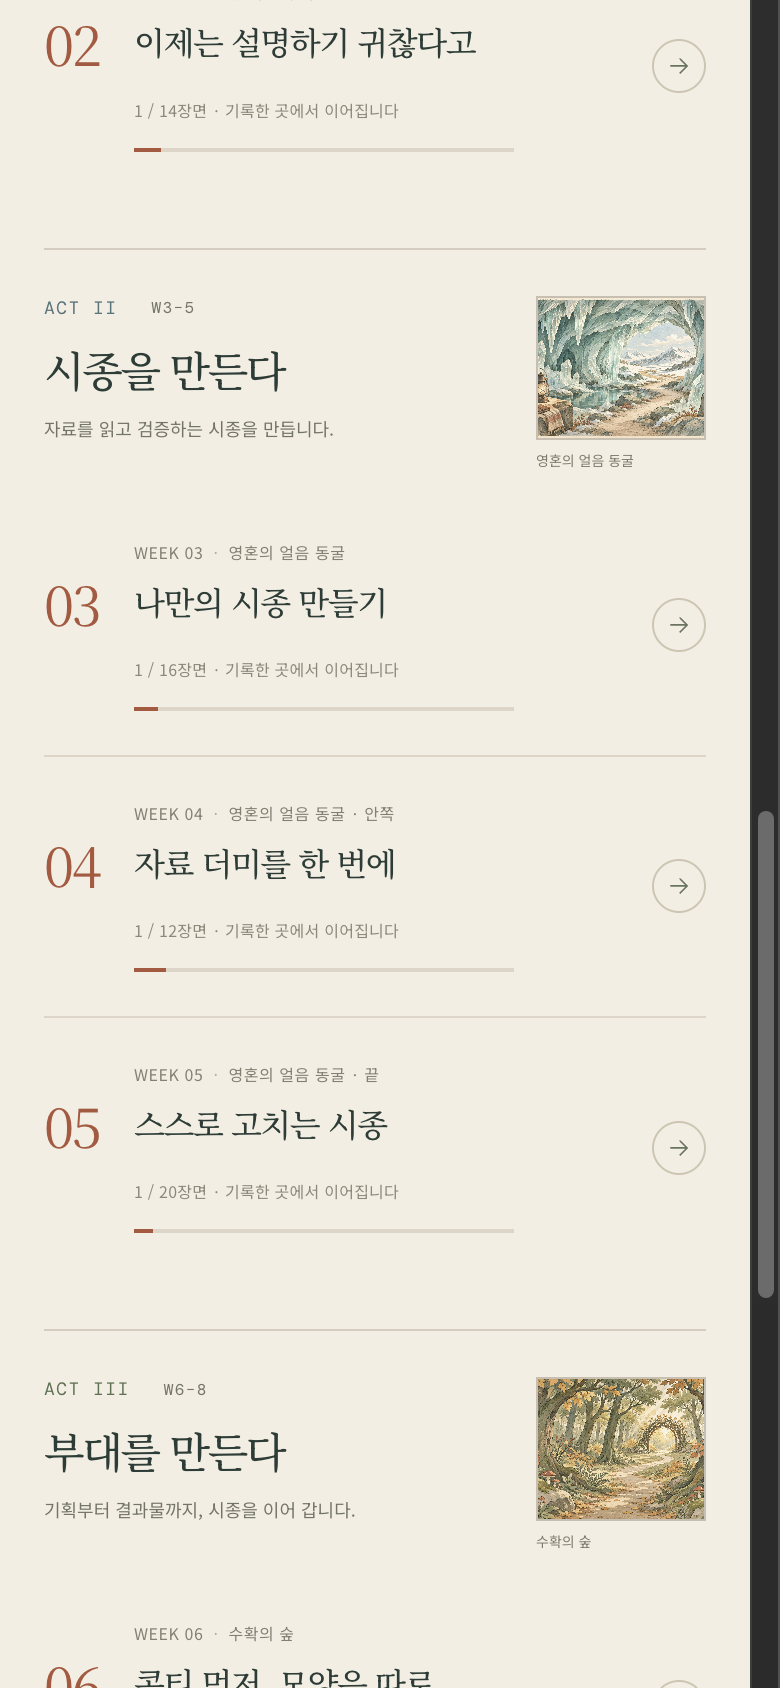 02 이제는 설명하기 귀찮다고
1 / 14장면 · 기록한 곳에서 이어집니다
ACT II W3-5
시종을 만든다
자료를 읽고 검증하는 시종을 만듭니다.
영혼의 얼음 동굴
WEEK 03 · 영혼의 얼음 동굴
03 나만의 시종 만들기
1 / 16장면 · 기록한 곳에서 이어집니다
WEEK 04 · 영혼의 얼음 동굴 · 안쪽
04 자료 더미를 한 번에
1 / 12장면 · 기록한 곳에서 이어집니다
WEEK 05 · 영혼의 얼음 동굴 · 끝
05 스스로 고치는 시종
1 / 20장면 · 기록한 곳에서 이어집니다
ACT III W6-8
부대를 만든다
기획부터 결과물까지, 시종을 이어 갑니다.
수확의 숲
WEEK 06 · 수확의 숲
06 콘티 먼저, 모양은 따로